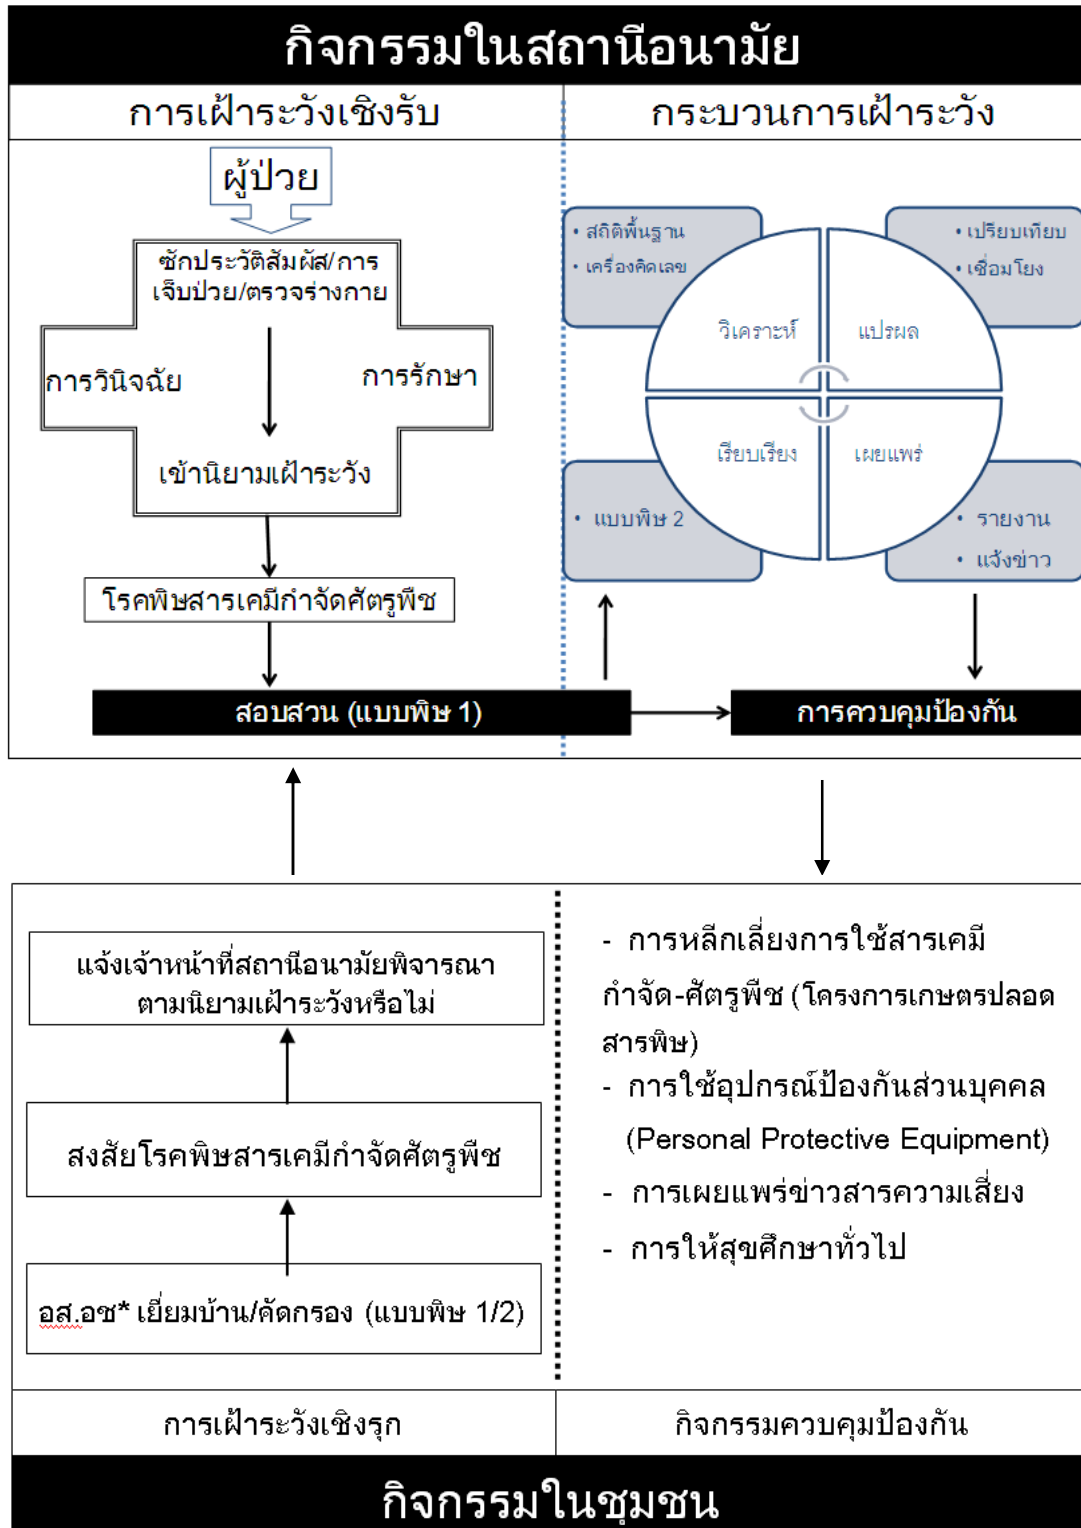 กิจกรรมในสถานีอนามัย
การเฝ้าระวังเชิงรับ
กระบวนการเฝ้าระวัง
ผู้ป่วย
ซักประวัติสัมผัส/การ
เจ็บป่วย/ตรวจร่างกาย
การวินิจฉัย
การรักษา
เข้านิยามเฝ้าระวัง
โรคพิษสารเคมีกำจัดศัตรูพืช
สอบสวน (แบบพิษ 1)
• สถิติพื้นฐาน
• เครื่องคิดเลข
• เปรียบเทียบ
• เชื่อมโยง
วิเคราะห์
แปรผล
เรียบเรียง
เผยแพร่
• แบบพิษ 2
• รายงาน
• แจ้งข่าว
การควบคุมป้องกัน
แจ้งเจ้าหน้าที่สถานีอนามัยพิจารณา
ตามนิยามเฝ้าระวังหรือไม่
สงสัยโรคพิษสารเคมีกำจัดศัตรูพืช
อส.อช* เยี่ยมบ้าน/คัดกรอง (แบบพิษ 1/2)
- การหลีกเลี่ยงการใช้สารเคมี
กำจัด-ศัตรูพืช (โครงการเกษตรปลอด
สารพิษ)
- การใช้อุปกรณ์ป้องกันส่วนบุคคล
(Personal Protective Equipment)
- การเผยแพร่ข่าวสารความเสี่ยง
- การให้สุขศึกษาทั่วไป
การเฝ้าระวังเชิงรุก
กิจกรรมควบคุมป้องกัน
กิจกรรมในชุมชน